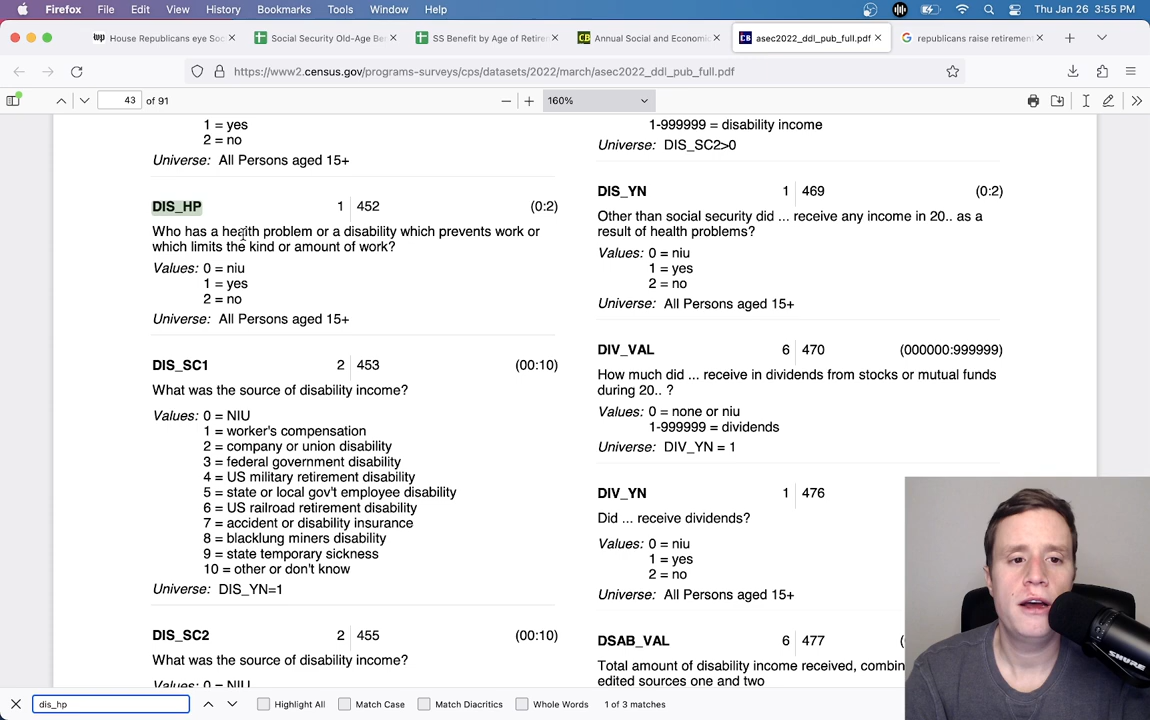 Firefox File Edit View History Bookmarks Tools Window Help Thu Jan 26 3:55 PM
wp House Republicans eye Soc
Social Security Old-Age Be
SS Benefit by Age of Retire
CB Annual Social and Economic
CB asec2022_ddl_pub_full.pdf
republicans raise retirement
https://www2.census.gov/programs-surveys/cps/datasets/2022/march/asec2022_ddl_pub_full.pdf
43 of 91
160%
1 = yes
2 = no
Universe: All Persons aged 15+
DIS_HP 1 452 (0:2)
Who has a health problem or a disability which prevents work or
which limits the kind or amount of work?
Values: 0 = niu
1 = yes
2 = no
Universe: All Persons aged 15+
DIS_SC1 2 453 (00:10)
What was the source of disability income?
Values: 0 = NIU
1 = worker's compensation
2 = company or union disability
3 = federal government disability
4 = US military retirement disability
5 = state or local gov't employee disability
6 = US railroad retirement disability
7 = accident or disability insurance
8 = blacklung miners disability
9 = state temporary sickness
10 = other or don't know
Universe: DIS_YN=1
DIS_SC2 2 455 (00:10)
What was the source of disability income?
Values: 0 = NIU
1-999999 = disability income
Universe: DIS_SC2>0
DIS_YN 1 469 (0:2)
Other than social security did ... receive any income in 20.. as a
result of health problems?
Values: 0 = niu
1 = yes
2 = no
Universe: All Persons aged 15+
DIV_VAL 6 470 (000000:999999)
How much did ... receive in dividends from stocks or mutual funds
during 20.. ?
Values: 0 = none or niu
1-999999 = dividends
Universe: DIV_YN = 1
DIV_YN 1 476
Did ... receive dividends?
Values: 0 = niu
1 = yes
2 = no
Universe: All Persons aged 15+
DSAB_VAL 6 477 (
Total amount of disability income received, combin
edited sources one and two
SHURE
dis_hp Highlight All Match Case Match Diacritics Whole Words 1 of 3 matches